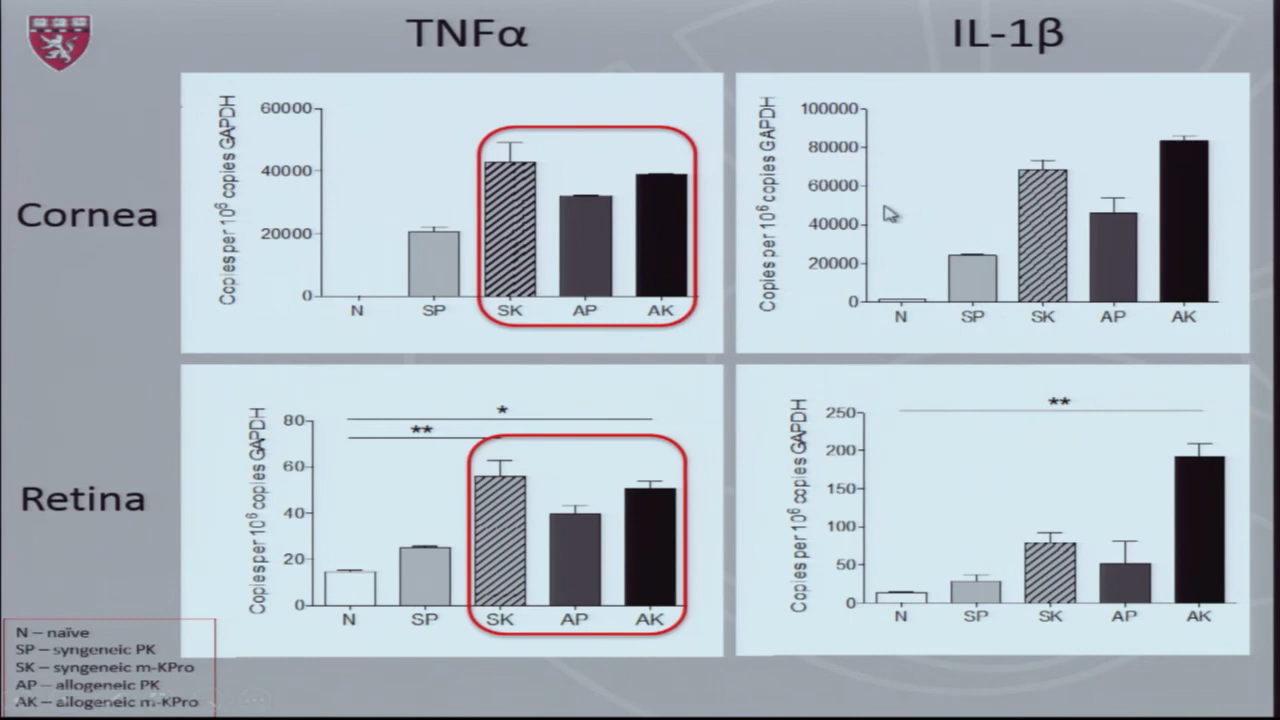 TNFα
IL-1β
Cornea
Copies per 10⁶ copies GAPDH
60000
40000
20000
0
N SP SK AP AK
Copies per 10⁶ copies GAPDH
100000
80000
60000
40000
20000
0
N SP SK AP AK
Retina
Copies per 10⁶ copies GAPDH
80
60
40
20
0
*
**
N SP SK AP AK
Copies per 10⁶ copies GAPDH
250
200
150
100
50
0
**
N SP SK AP AK
N – naïve
SP – syngeneic PK
SK – syngeneic m-KPro
AP – allogeneic PK
AK – allogeneic m-KPro